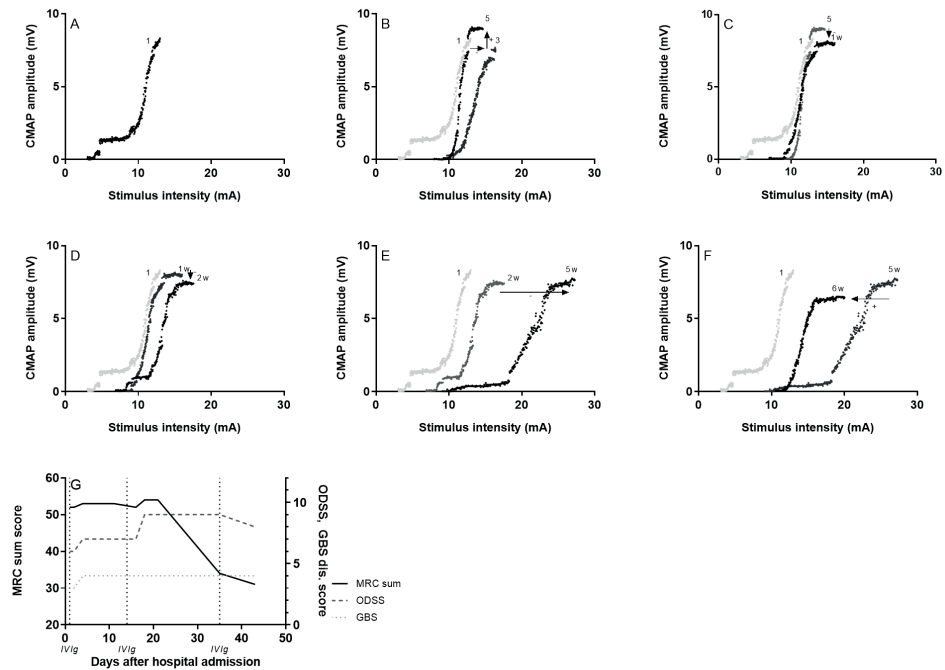 A
CMAP amplitude (mV)
10
5
0
1
0 10 20 30
Stimulus intensity (mA)
B
CMAP amplitude (mV)
10
5
0
1
5
+ 3
0 10 20 30
Stimulus intensity (mA)
C
CMAP amplitude (mV)
10
5
0
1
1 w
0 10 20 30
Stimulus intensity (mA)
D
CMAP amplitude (mV)
10
5
0
1
1 w
2 w
0 10 20 30
Stimulus intensity (mA)
E
CMAP amplitude (mV)
10
5
0
1
2 w
5 w
0 10 20 30
Stimulus intensity (mA)
F
CMAP amplitude (mV)
10
5
0
1
6 w
5 w
+
0 10 20 30
Stimulus intensity (mA)
G
MRC sum score
60
50
40
30
20
10
5
0
ODSS, GBS dis. score
0 10 20 30 40 50
IVIg IVIg IVIg
Days after hospital admission
MRC sum
ODSS
GBS